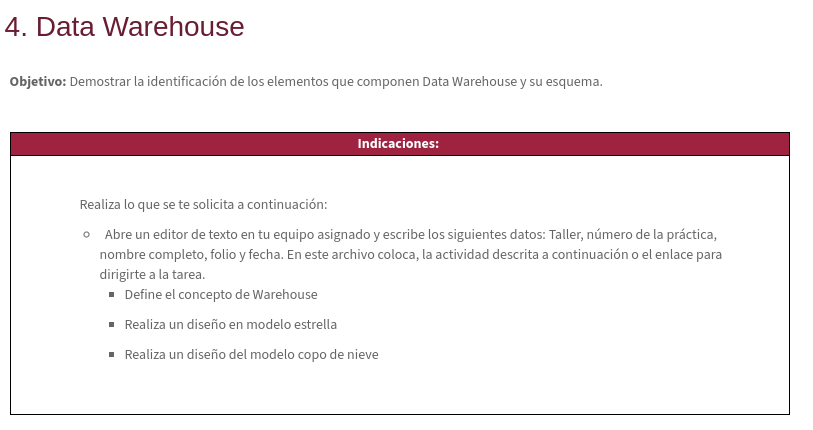 4. Data Warehouse
Objetivo: Demostrar la identificación de los elementos que componen Data Warehouse y su esquema.
Indicaciones:
Realiza lo que se te solicita a continuación:
Abre un editor de texto en tu equipo asignado y escribe los siguientes datos: Taller, número de la práctica,
nombre completo, folio y fecha. En este archivo coloca, la actividad descrita a continuación o el enlace para
dirigirte a la tarea.
Define el concepto de Warehouse
Realiza un diseño en modelo estrella
Realiza un diseño del modelo copo de nieve